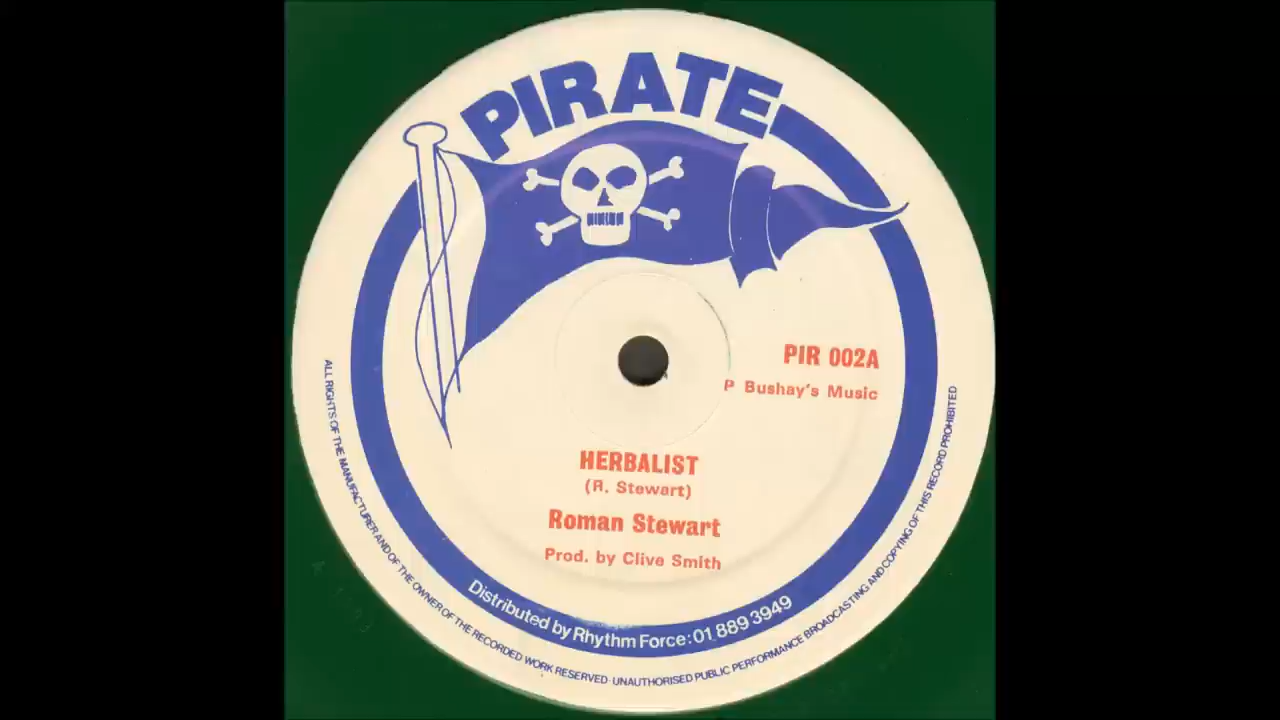 PIRATE
PIR 002A
P Bushay's Music
HERBALIST
(R. Stewart)
Roman Stewart
Prod. by Clive Smith
Distributed by Rhythm Force: 01 889 3949
ALL RIGHTS OF THE MANUFACTURER AND OF THE OWNER OF THE RECORDED WORK RESERVED · UNAUTHORISED PUBLIC PERFORMANCE BROADCASTING AND COPYING OF THIS RECORD PROHIBITED